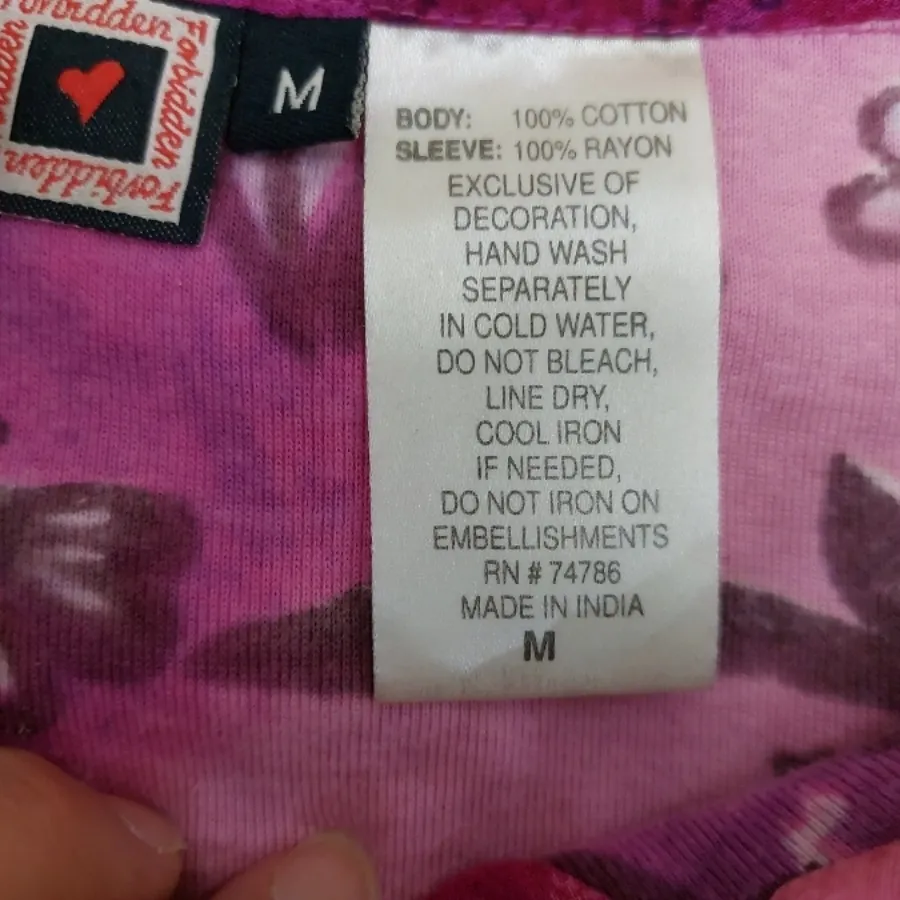 Forbidden
Forbidden
Forbidden
M
BODY: 100% COTTON
SLEEVE: 100% RAYON
EXCLUSIVE OF
DECORATION,
HAND WASH
SEPARATELY
IN COLD WATER,
DO NOT BLEACH,
LINE DRY,
COOL IRON
IF NEEDED,
DO NOT IRON ON
EMBELLISHMENTS
RN # 74786
MADE IN INDIA
M